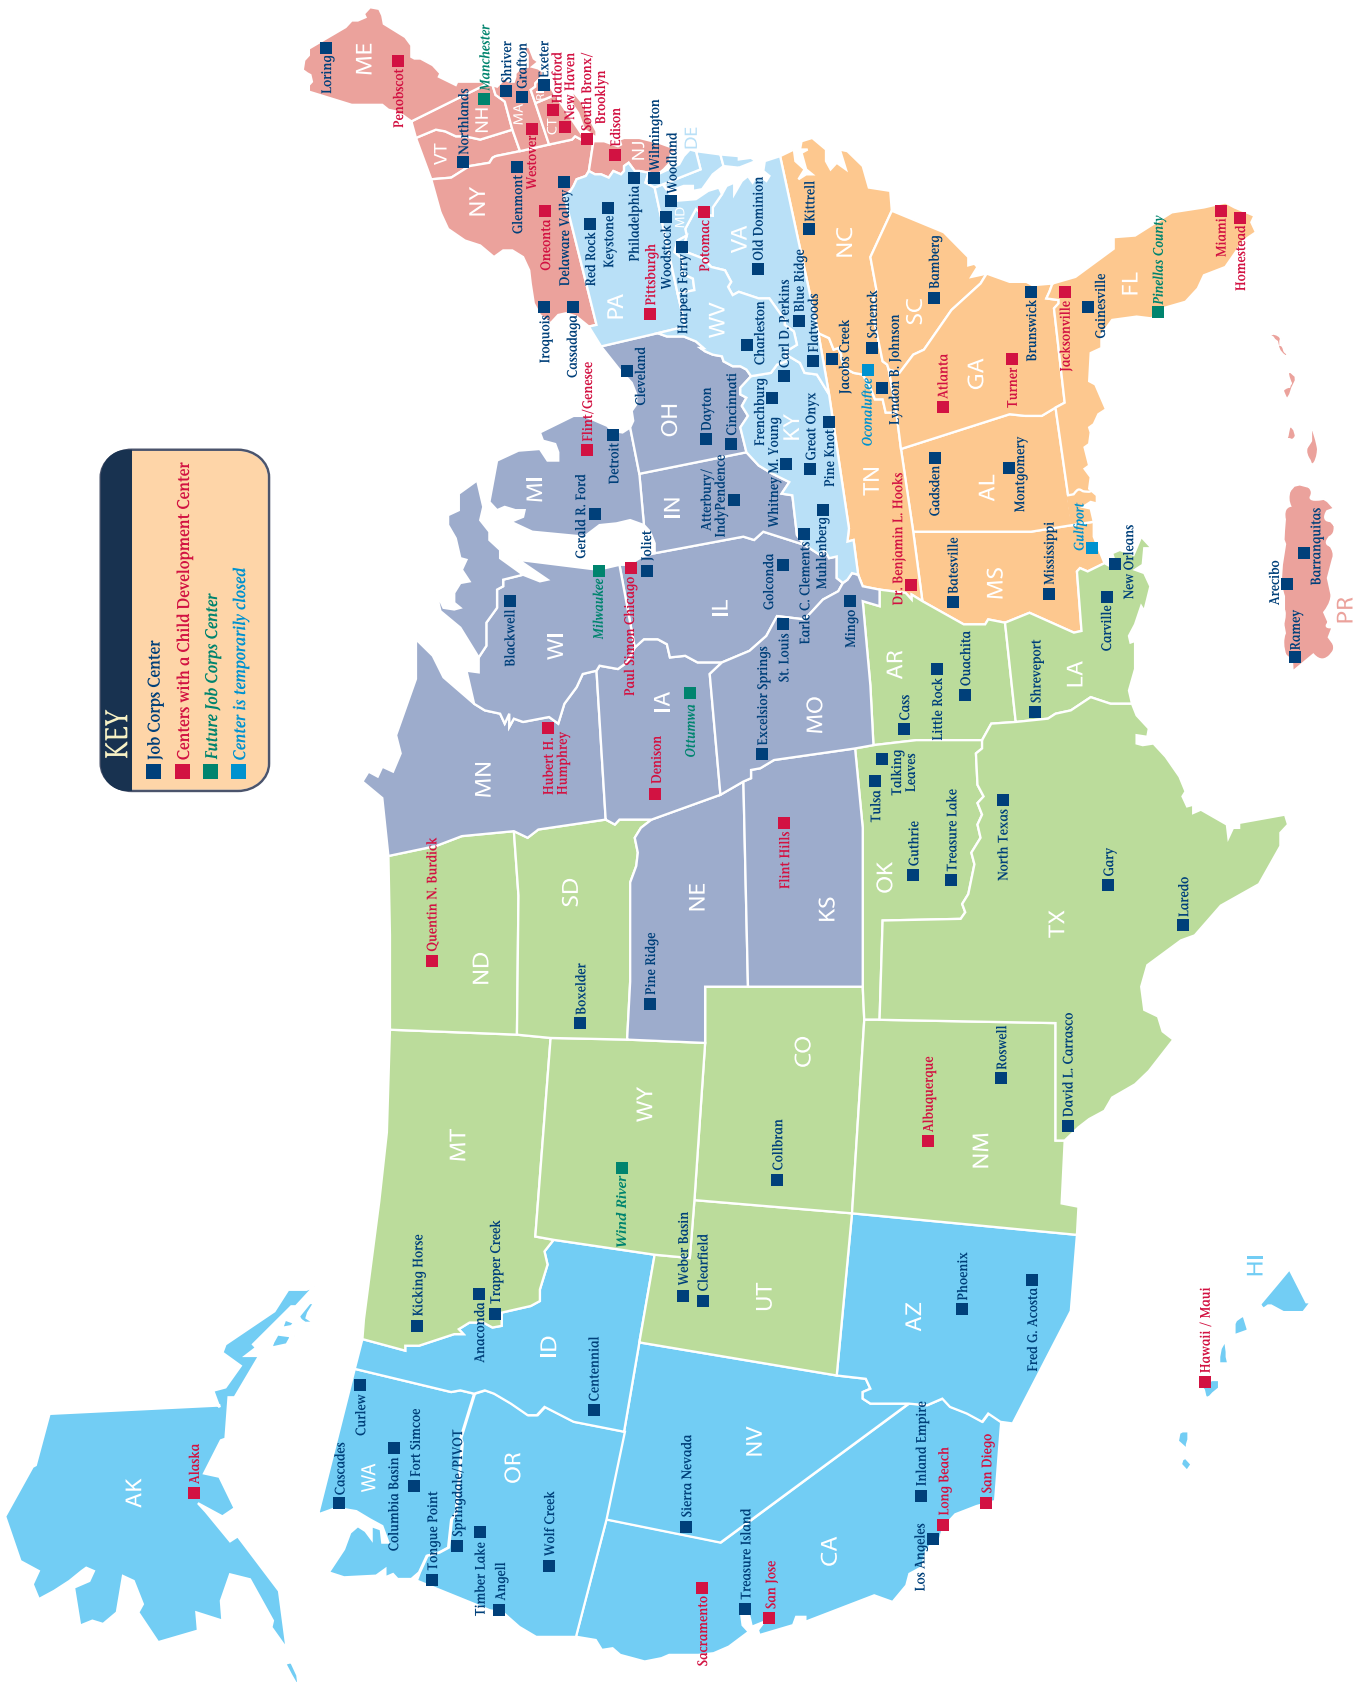 KEY
Job Corps Center
Centers with a Child Development Center
Future Job Corps Center
Center is temporarily closed
AK
Alaska
HI
Hawaii / Maui
WA
Cascades
Curlew
Columbia Basin
Fort Simcoe
Tongue Point
Springdale/PIVOT
OR
Timber Lake
Angell
Wolf Creek
ID
Centennial
CA
Sacramento
Treasure Island
San Jose
Los Angeles
Inland Empire
Long Beach
San Diego
NV
Sierra Nevada
AZ
Phoenix
Fred G. Acosta
MT
Kicking Horse
Anaconda
Trapper Creek
WY
Wind River
UT
Weber Basin
Clearfield
CO
Collbran
NM
Albuquerque
Roswell
ND
Quentin N. Burdick
SD
Boxelder
NE
Pine Ridge
KS
Flint Hills
OK
Tulsa
Talking
Leaves
Guthrie
Treasure Lake
TX
North Texas
Gary
Laredo
David L. Carrasco
MN
Hubert H.
Humphrey
IA
Denison
Ottumwa
MO
Excelsior Springs
St. Louis
Mingo
AR
Cass
Little Rock
Ouachita
LA
Shreveport
Carville
New Orleans
WI
Blackwell
Milwaukee
IL
Paul Simon Chicago
Joliet
Golconda
MI
Gerald R. Ford
Flint/Genesee
Detroit
IN
Atterbury/
IndyPendence
OH
Cleveland
Dayton
Cincinnati
KY
Frenchburg
Carl D. Perkins
Whitney M. Young
Great Onyx
Pine Knot
Earle C. Clements
Muhlenberg
TN
Jacobs Creek
Dr. Benjamin L. Hooks
MS
Batesville
Mississippi
Gulfport
AL
Gadsden
Montgomery
GA
Atlanta
Turner
Brunswick
FL
Jacksonville
Gainesville
Pinellas County
Miami
Homestead
SC
Bamberg
NC
Kittrell
Schenck
Oconaluftee
Lyndon B. Johnson
VA
Old Dominion
Blue Ridge
Flatwoods
WV
Charleston
Harpers Ferry
MD
Potomac
Woodstock
Woodland
DE
Wilmington
PA
Red Rock
Keystone
Philadelphia
Pittsburgh
NJ
Edison
NY
Glenmont
Oneonta
Delaware Valley
Iroquois
Cassadaga
South Bronx/
Brooklyn
CT
Hartford
New Haven
RI
Exeter
MA
Shriver
Grafton
Westover
VT
Northlands
NH
Manchester
ME
Loring
Penobscot
PR
Arecibo
Ramey
Barranquitas